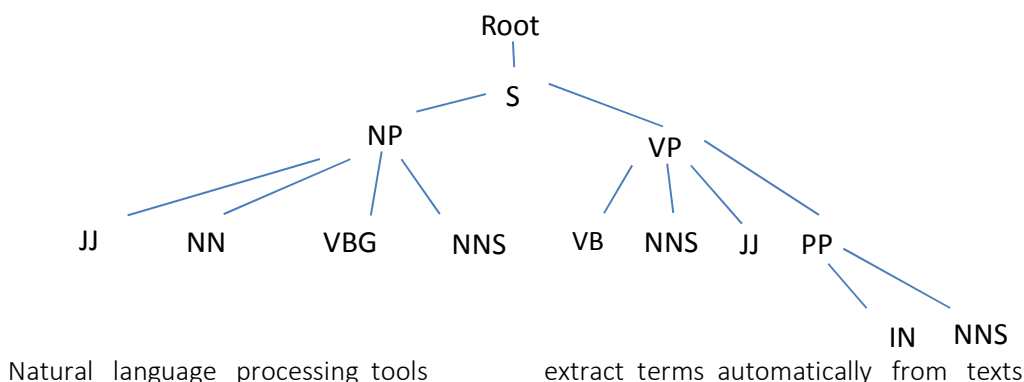 Root
S
NP
VP
JJ NN VBG NNS VB NNS JJ PP
IN NNS
Natural language processing tools extract terms automatically from texts